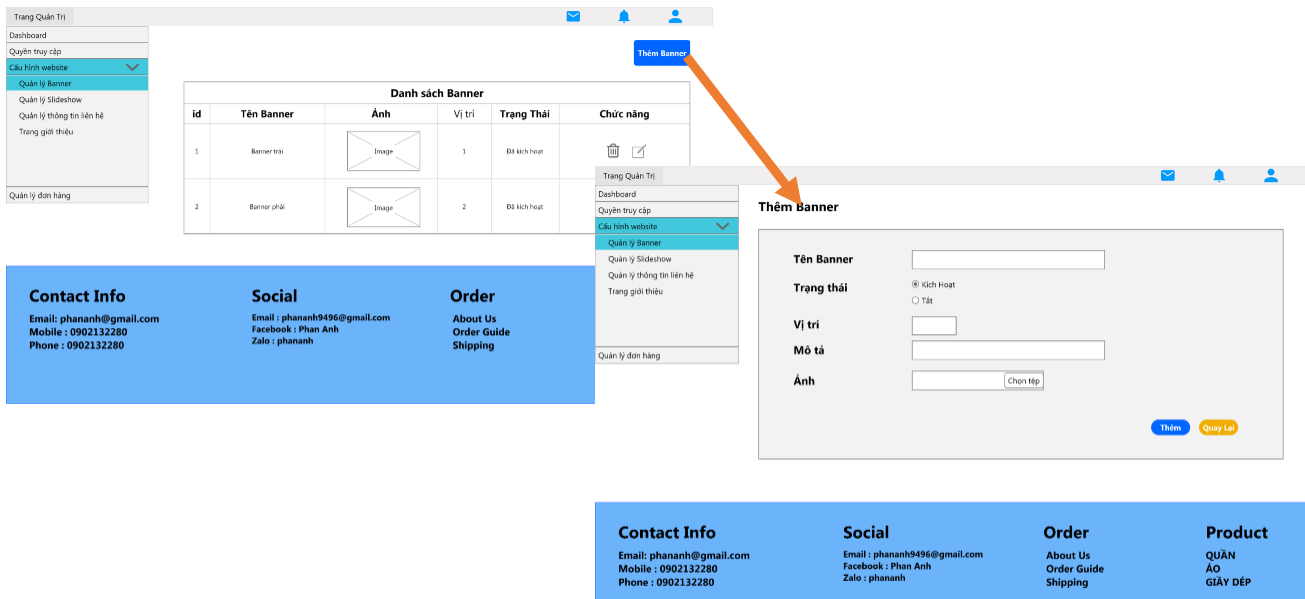 Trang Quản Trị
Dashboard
Quyền truy cập
Cấu hình website
Quản lý Banner
Quản lý Slideshow
Quản lý thông tin liên hệ
Trang giới thiệu
Quản lý đơn hàng
Thêm Banner
Danh sách Banner
id Tên Banner Ảnh Vị trí Trạng Thái Chức năng
1 Banner trái Image 1 Đã kích hoạt
2 Banner phải Image 2 Đã kích hoạt
Contact Info
Email: phananh@gmail.com
Mobile : 0902132280
Phone : 0902132280
Social
Email : phananh9496@gmail.com
Facebook : Phan Anh
Zalo : phananh
Order
About Us
Order Guide
Shipping
Trang Quản Trị
Dashboard
Quyền truy cập
Cấu hình website
Quản lý Banner
Quản lý Slideshow
Quản lý thông tin liên hệ
Trang giới thiệu
Quản lý đơn hàng
Thêm Banner
Tên Banner
Trạng thái
Kích Hoạt
Tắt
Vị trí
Mô tả
Ảnh
Chọn tệp
Thêm
Quay Lại
Contact Info
Email: phananh@gmail.com
Mobile : 0902132280
Phone : 0902132280
Social
Email : phananh9496@gmail.com
Facebook : Phan Anh
Zalo : phananh
Order
About Us
Order Guide
Shipping
Product
QUẦN
ÁO
GIẦY DÉP